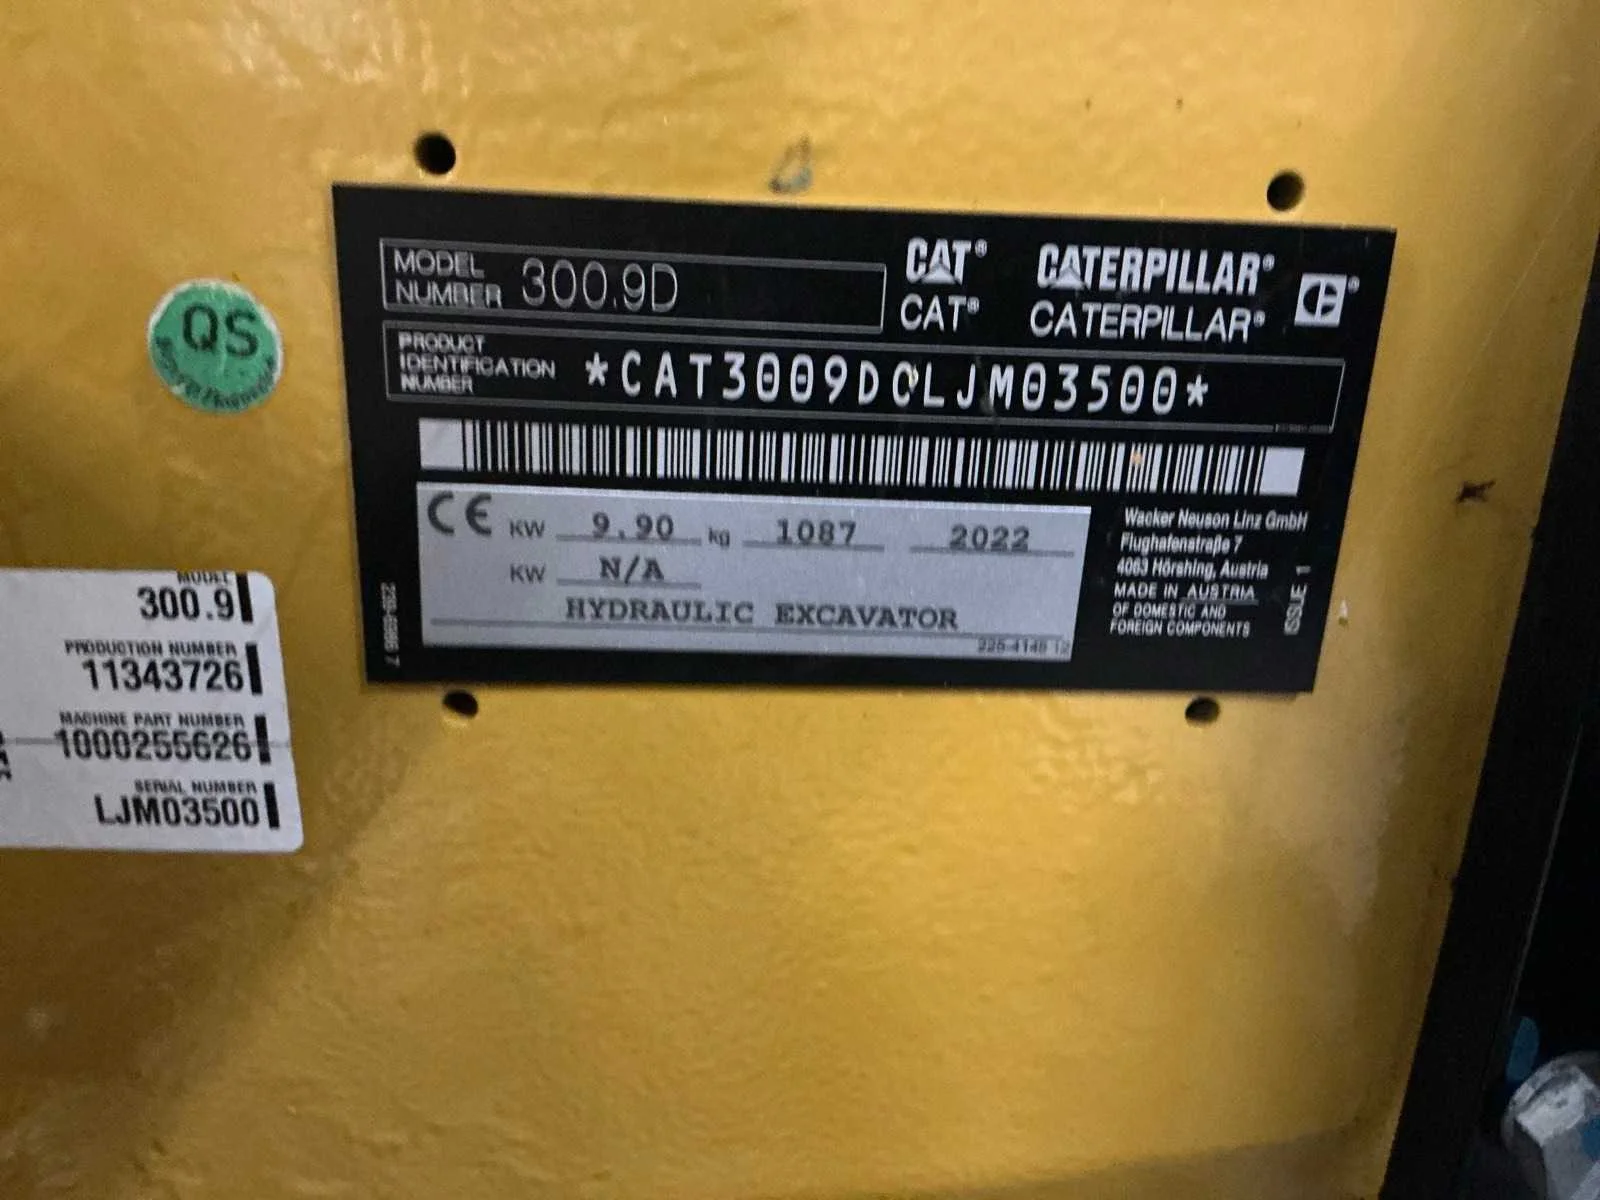 MODEL
NUMBER 300.9D
CAT® CATERPILLAR®
CAT® CATERPILLAR®
PRODUCT
IDENTIFICATION
NUMBER
*CAT3009DCLJM03500*
CE KW 9.90 kg 1087 2022
KW N/A
HYDRAULIC EXCAVATOR
Wacker Neuson Linz GmbH
Flughafenstraße 7
4063 Hörshing, Austria
MADE IN AUSTRIA
OF DOMESTIC AND
FOREIGN COMPONENTS
ISSUE 1
QS
MODEL
300.9
PRODUCTION NUMBER
11343726
MACHINE PART NUMBER
1000255626
SERIAL NUMBER
LJM03500